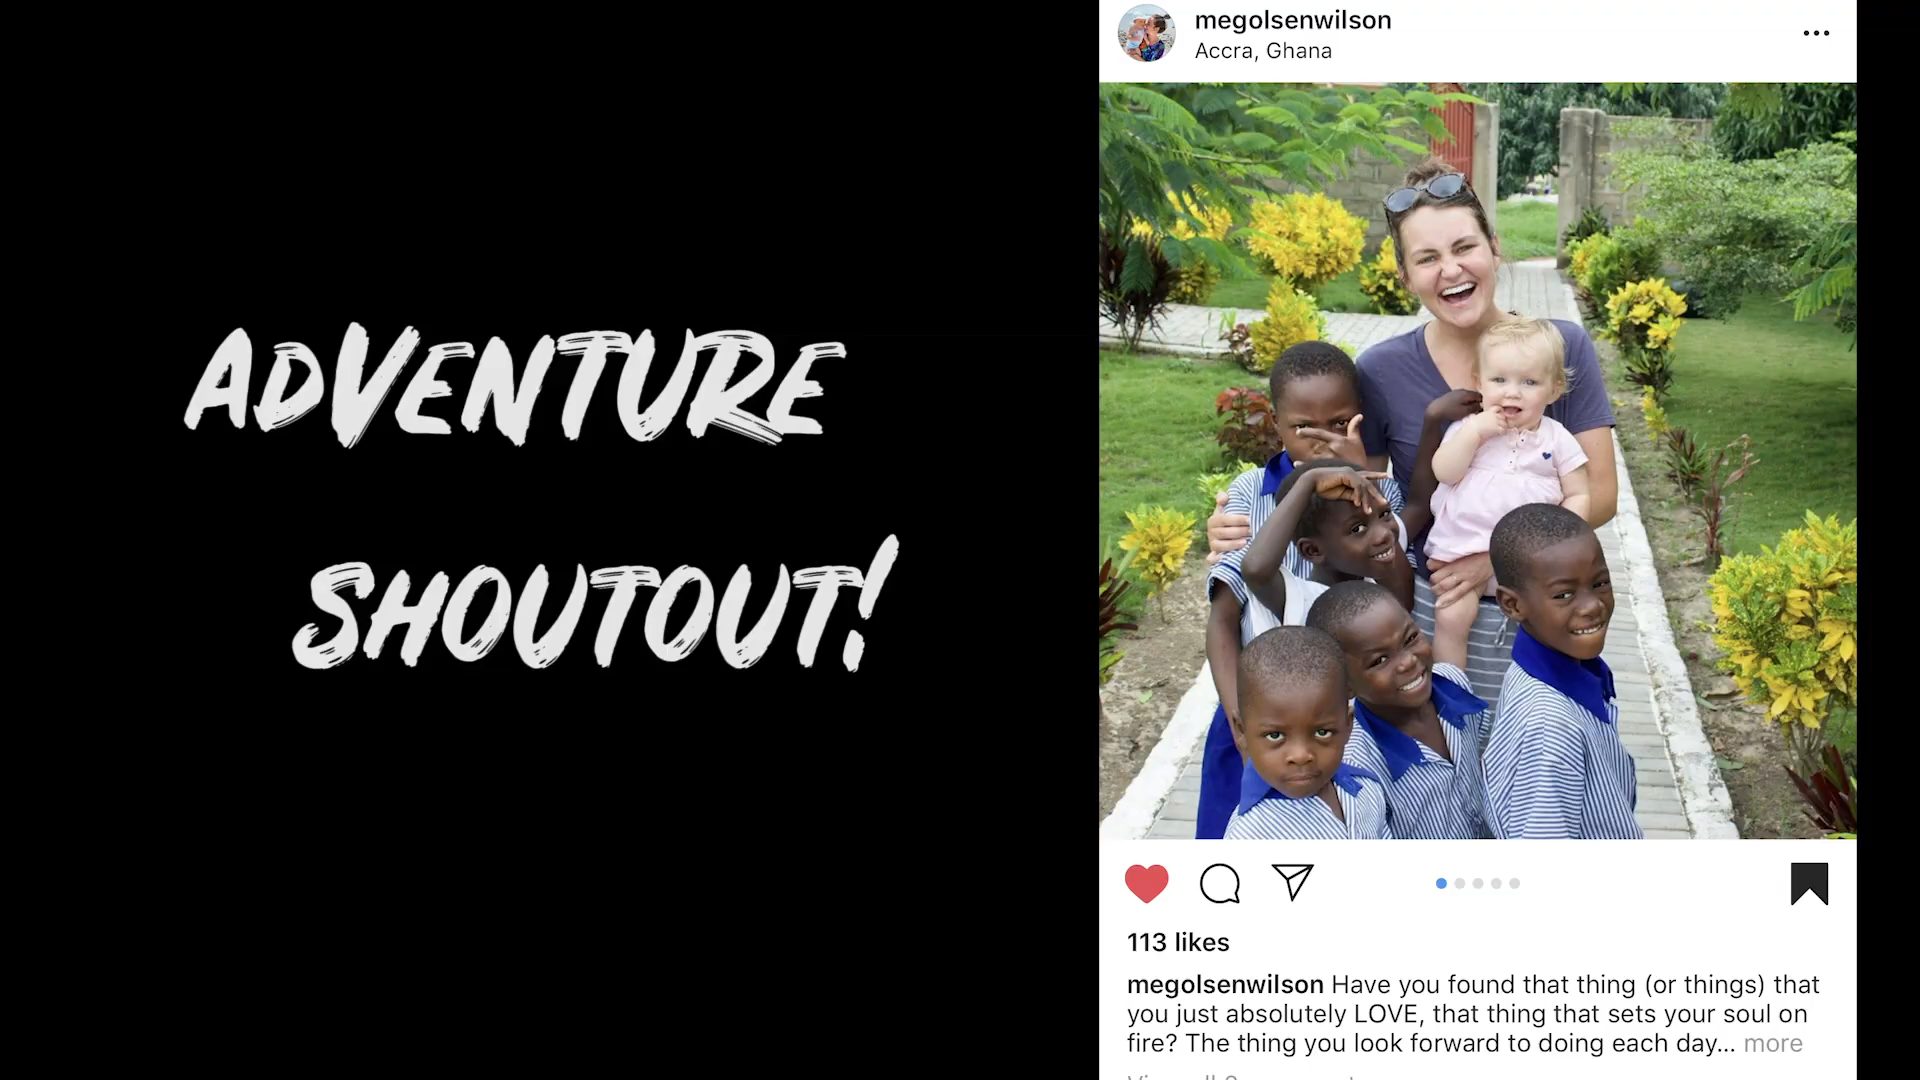 ADVENTURE
SHOUTOUT!
megolsenwilson
Accra, Ghana
113 likes
megolsenwilson Have you found that thing (or things) that
you just absolutely LOVE, that thing that sets your soul on
fire? The thing you look forward to doing each day... more